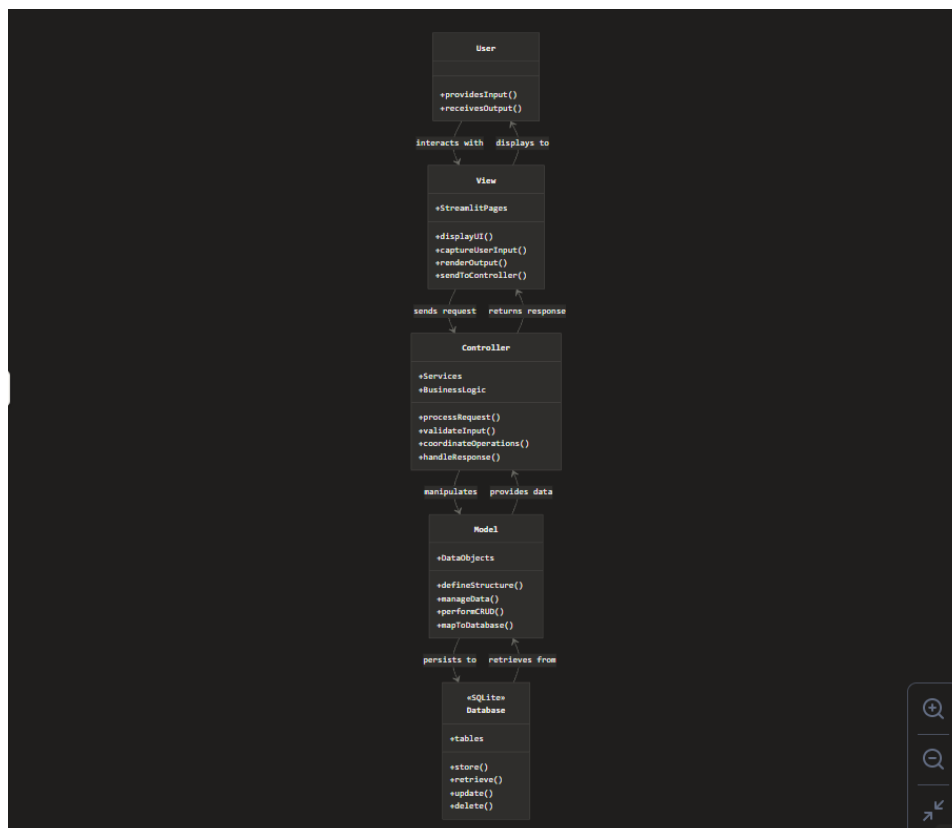 User
+providesInput()
+receivesOutput()
interacts with
displays to
View
+StreamlitPages
+displayUI()
+captureUserInput()
+renderOutput()
+sendToController()
sends request
returns response
Controller
+Services
+BusinessLogic
+processRequest()
+validateInput()
+coordinateOperations()
+handleResponse()
manipulates
provides data
Model
+DataObjects
+defineStructure()
+manageData()
+performCRUD()
+mapToDatabase()
persists to
retrieves from
«SQLite»
Database
+tables
+store()
+retrieve()
+update()
+delete()